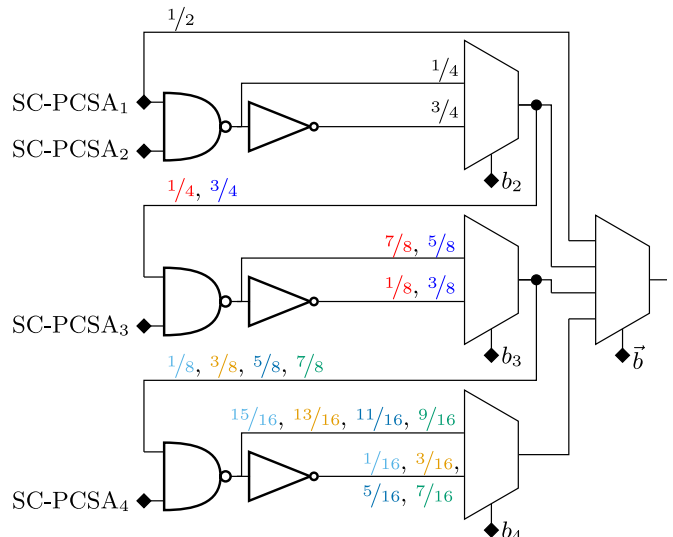 1/2
1/4
SC-PCSA1
3/4
SC-PCSA2
b2
1/4, 3/4
7/8, 5/8
1/8, 3/8
SC-PCSA3
b3
b⃗
1/8, 3/8, 5/8, 7/8
15/16, 13/16, 11/16, 9/16
1/16, 3/16,
5/16, 7/16
SC-PCSA4
b4